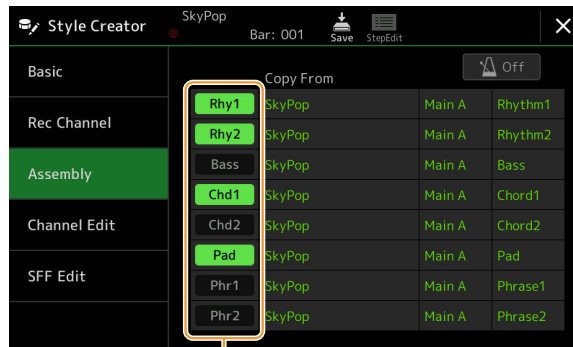 Style Creator
SkyPop
Bar: 001
Save
StepEdit
Basic
Copy From
Off
Rhy1 SkyPop Main A Rhythm1
Rec Channel
Rhy2 SkyPop Main A Rhythm2
Bass SkyPop Main A Bass
Assembly
Chd1 SkyPop Main A Chord1
Channel Edit
Chd2 SkyPop Main A Chord2
Pad SkyPop Main A Pad
SFF Edit
Phr1 SkyPop Main A Phrase1
Phr2 SkyPop Main A Phrase2